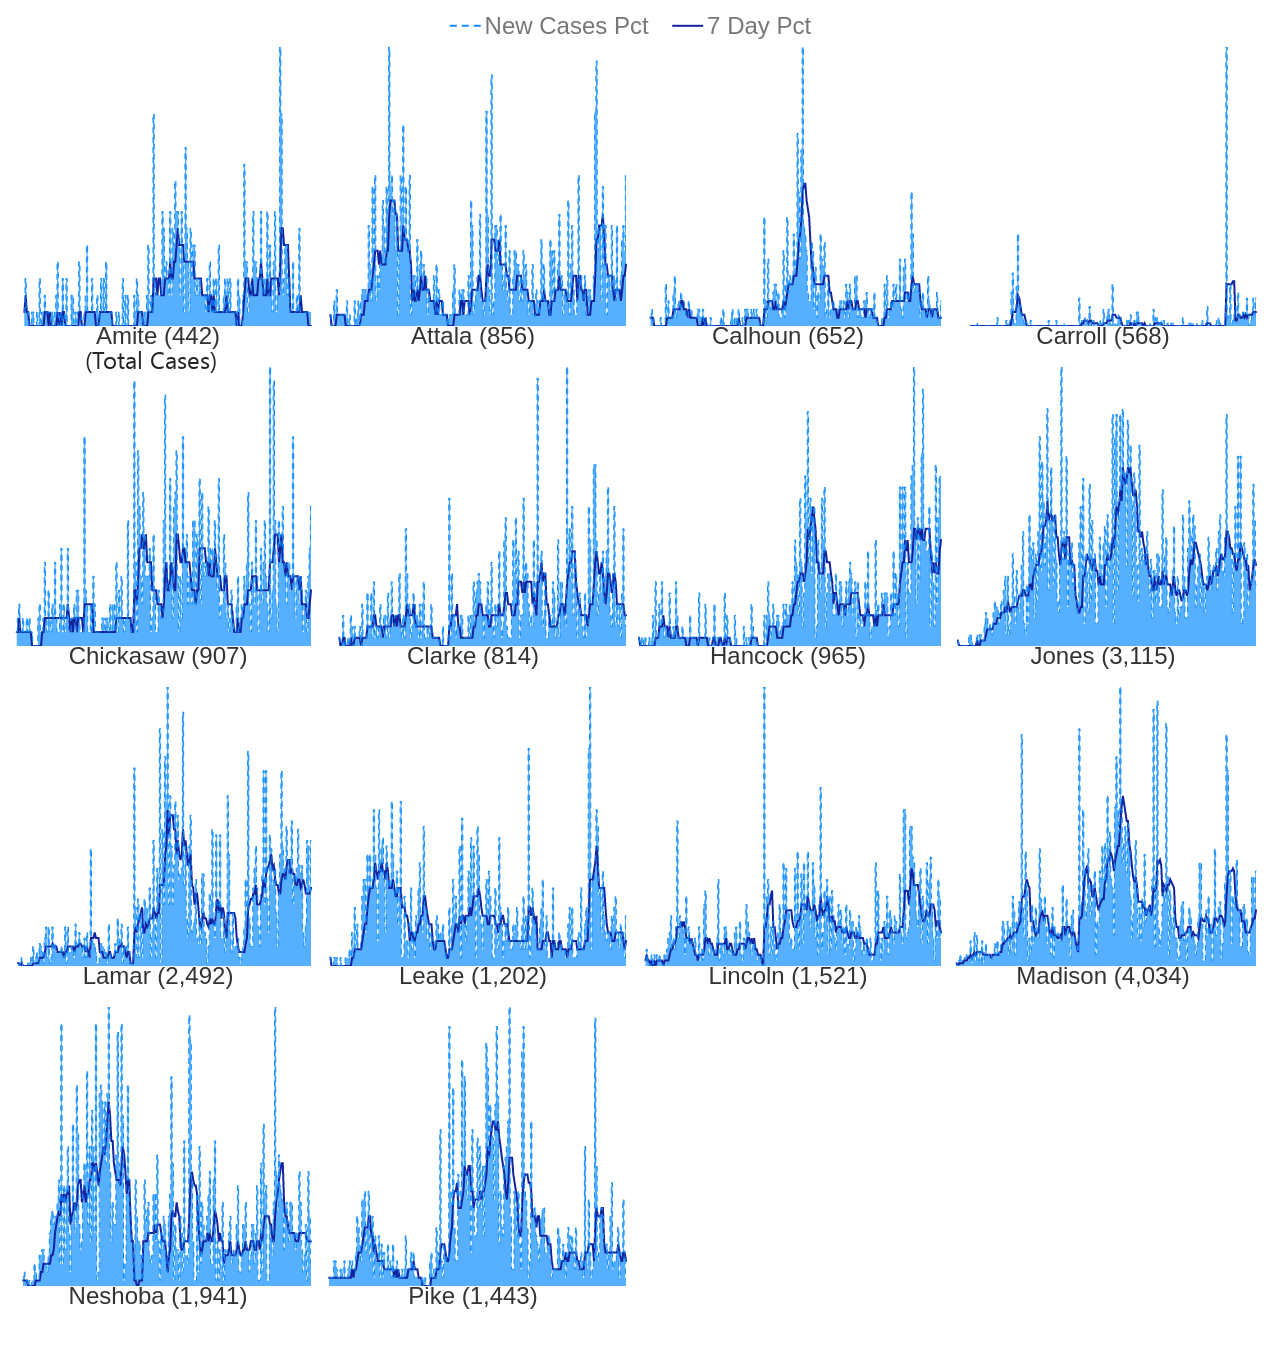 New Cases Pct 7 Day Pct
Amite (442) Attala (856) Calhoun (652) Carroll (568)
(Total Cases)
Chickasaw (907) Clarke (814) Hancock (965) Jones (3,115)
Lamar (2,492) Leake (1,202) Lincoln (1,521) Madison (4,034)
Neshoba (1,941) Pike (1,443)